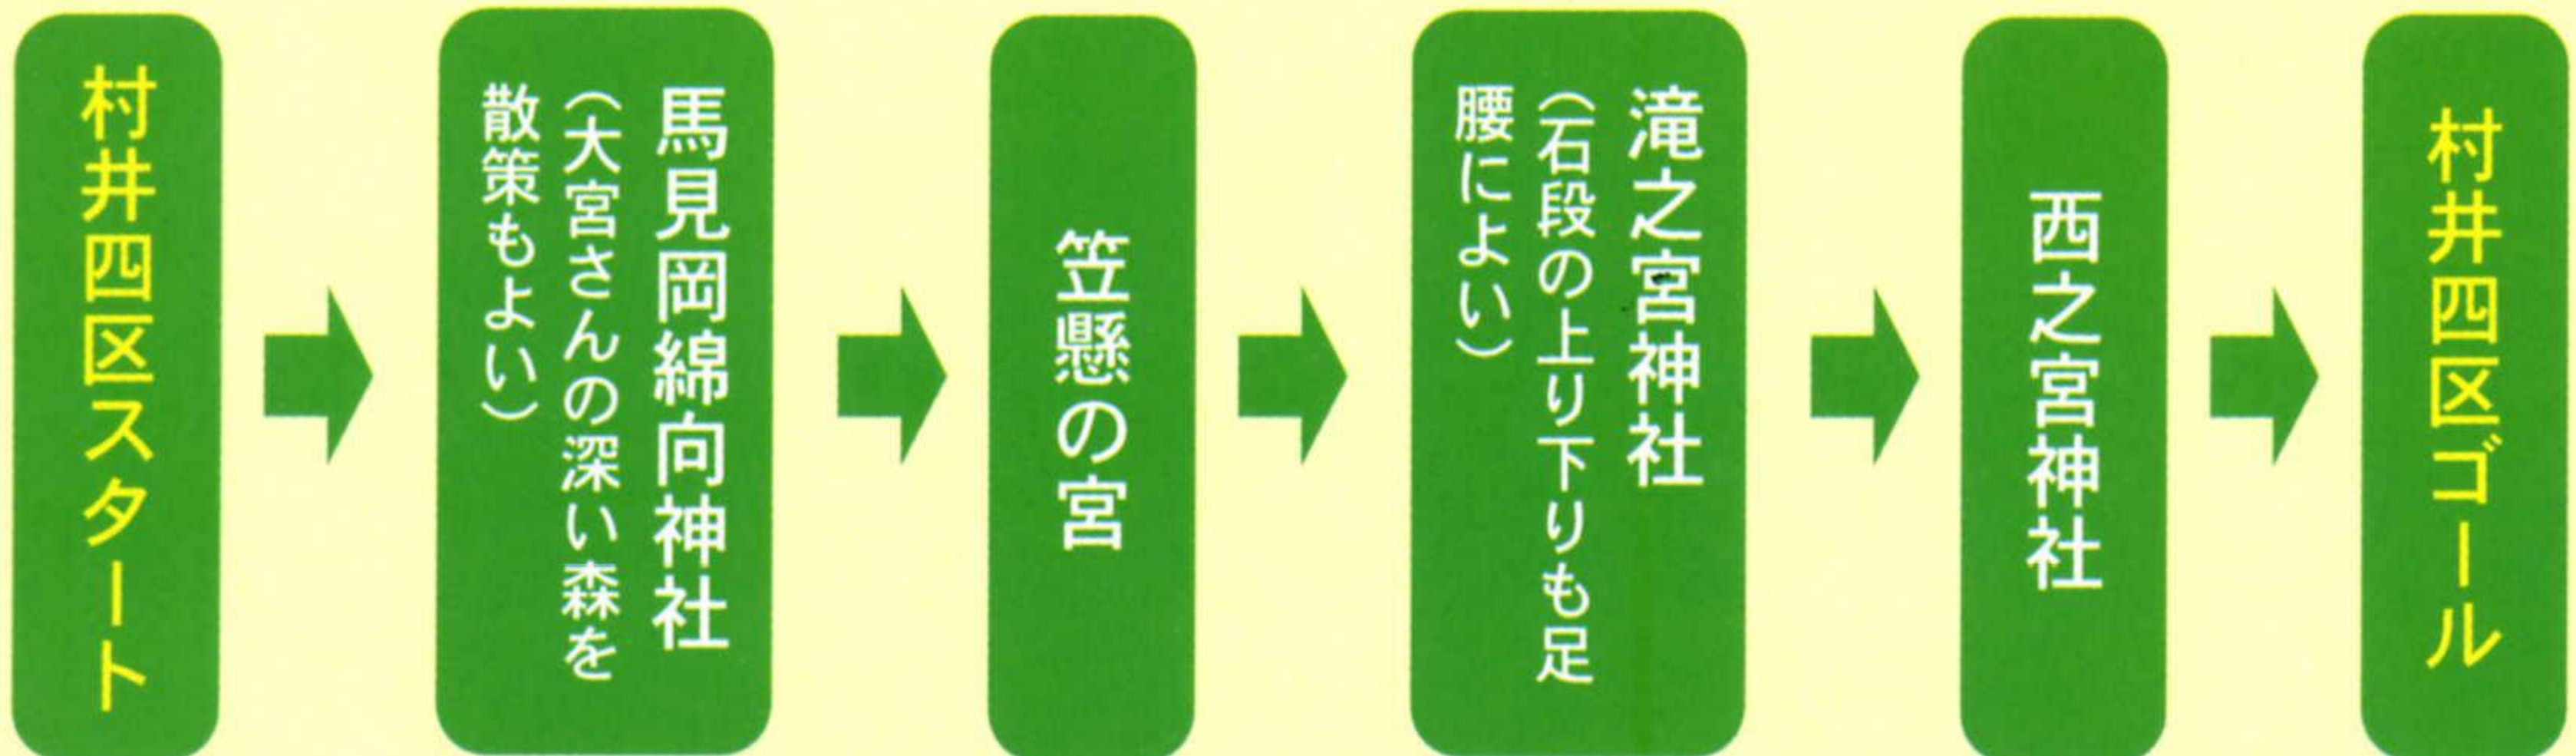 村井四区スタート
馬見岡綿向神社
（大宮さんの深い森を
散策もよい）
笠懸の宮
滝之宮神社
（石段の上り下りも足
腰によい）
西之宮神社
村井四区ゴール